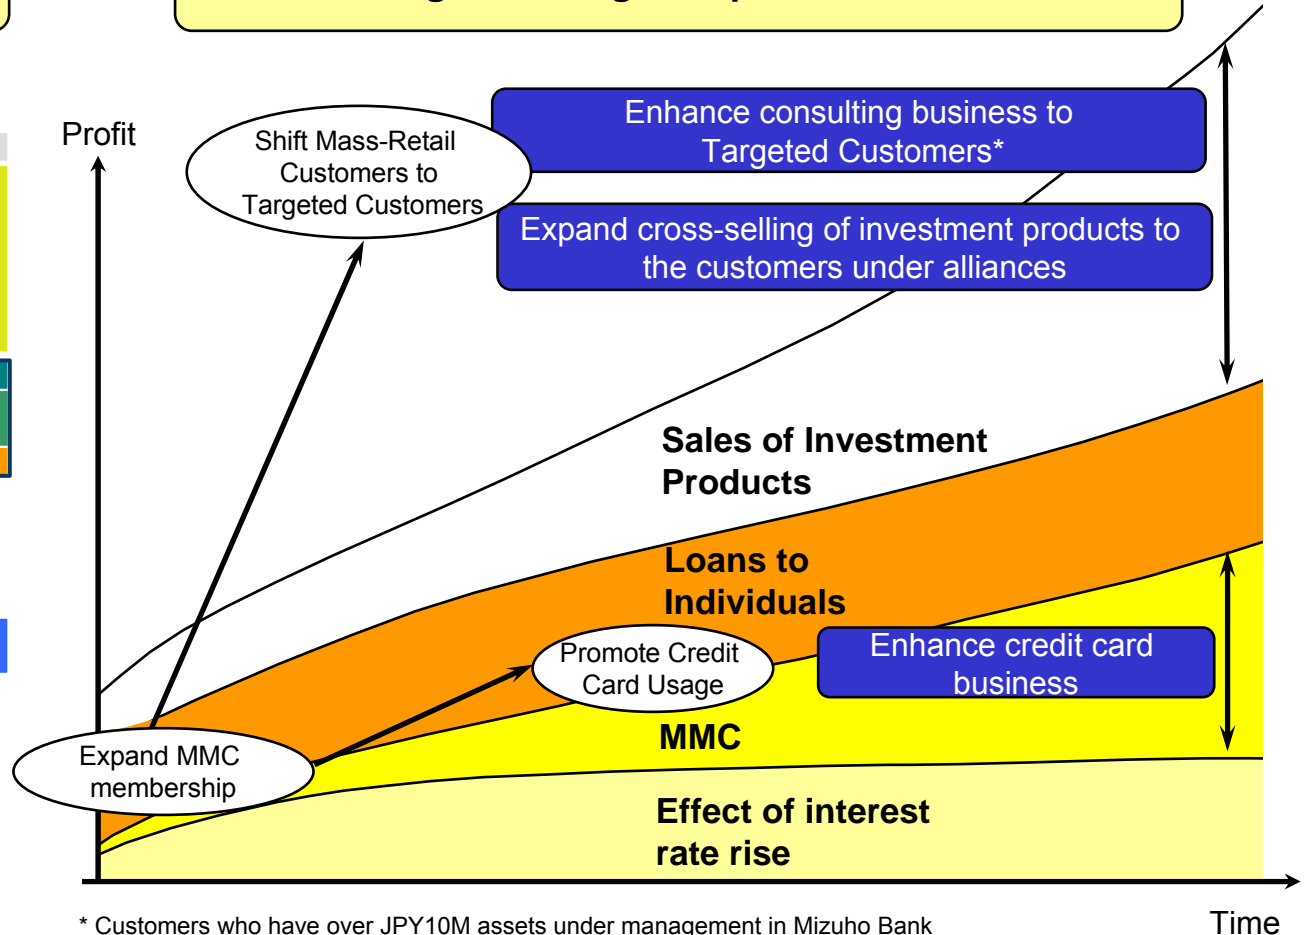 Profit
Shift Mass-Retail
Customers to
Targeted Customers
Enhance consulting business to
Targeted Customers*
Expand cross-selling of investment products to
the customers under alliances
Sales of Investment
Products
Loans to
Individuals
Promote Credit
Card Usage
Enhance credit card
business
MMC
Expand MMC
membership
Effect of interest
rate rise
* Customers who have over JPY10M assets under management in Mizuho Bank
Time